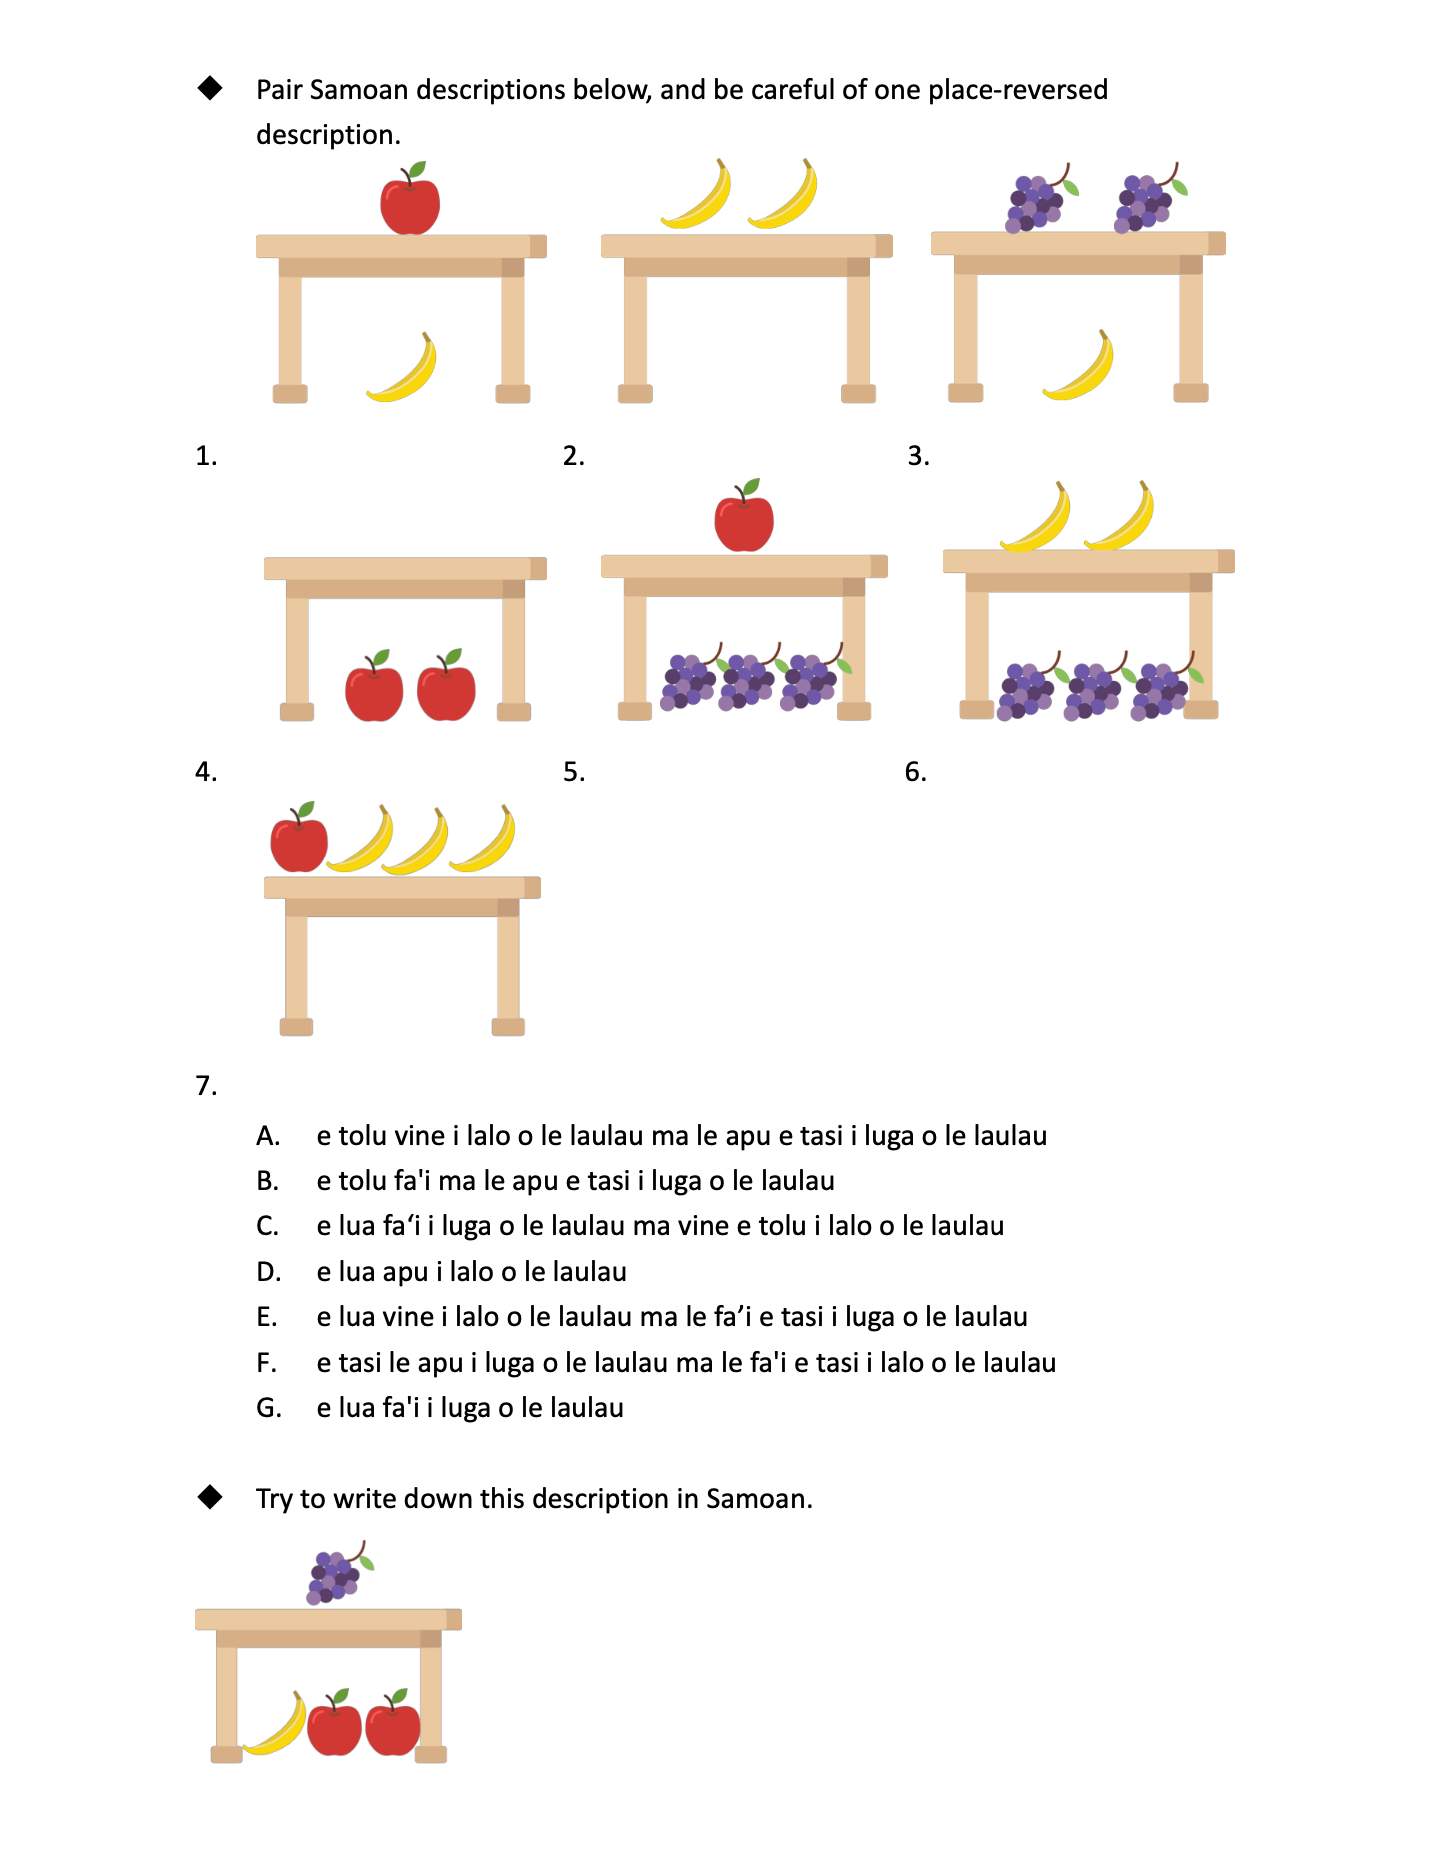 ◆ Pair Samoan descriptions below, and be careful of one place-reversed
description.
1. 2. 3.
4. 5. 6.
7.
A. e tolu vine i lalo o le laulau ma le apu e tasi i luga o le laulau
B. e tolu fa'i ma le apu e tasi i luga o le laulau
C. e lua fa‘i i luga o le laulau ma vine e tolu i lalo o le laulau
D. e lua apu i lalo o le laulau
E. e lua vine i lalo o le laulau ma le fa’i e tasi i luga o le laulau
F. e tasi le apu i luga o le laulau ma le fa'i e tasi i lalo o le laulau
G. e lua fa'i i luga o le laulau
◆ Try to write down this description in Samoan.